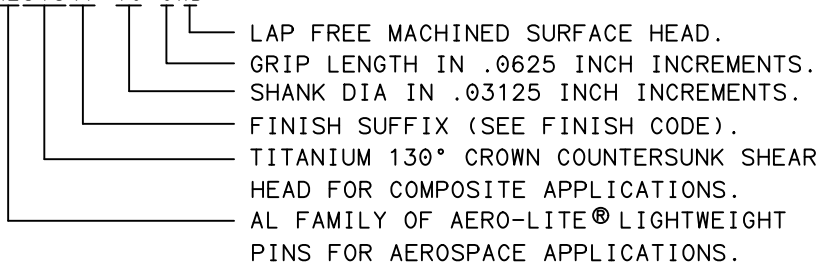 LAP FREE MACHINED SURFACE HEAD.
GRIP LENGTH IN .0625 INCH INCREMENTS.
SHANK DIA IN .03125 INCH INCREMENTS.
FINISH SUFFIX (SEE FINISH CODE).
TITANIUM 130° CROWN COUNTERSUNK SHEAR
HEAD FOR COMPOSITE APPLICATIONS.
AL FAMILY OF AERO-LITE® LIGHTWEIGHT
PINS FOR AEROSPACE APPLICATIONS.